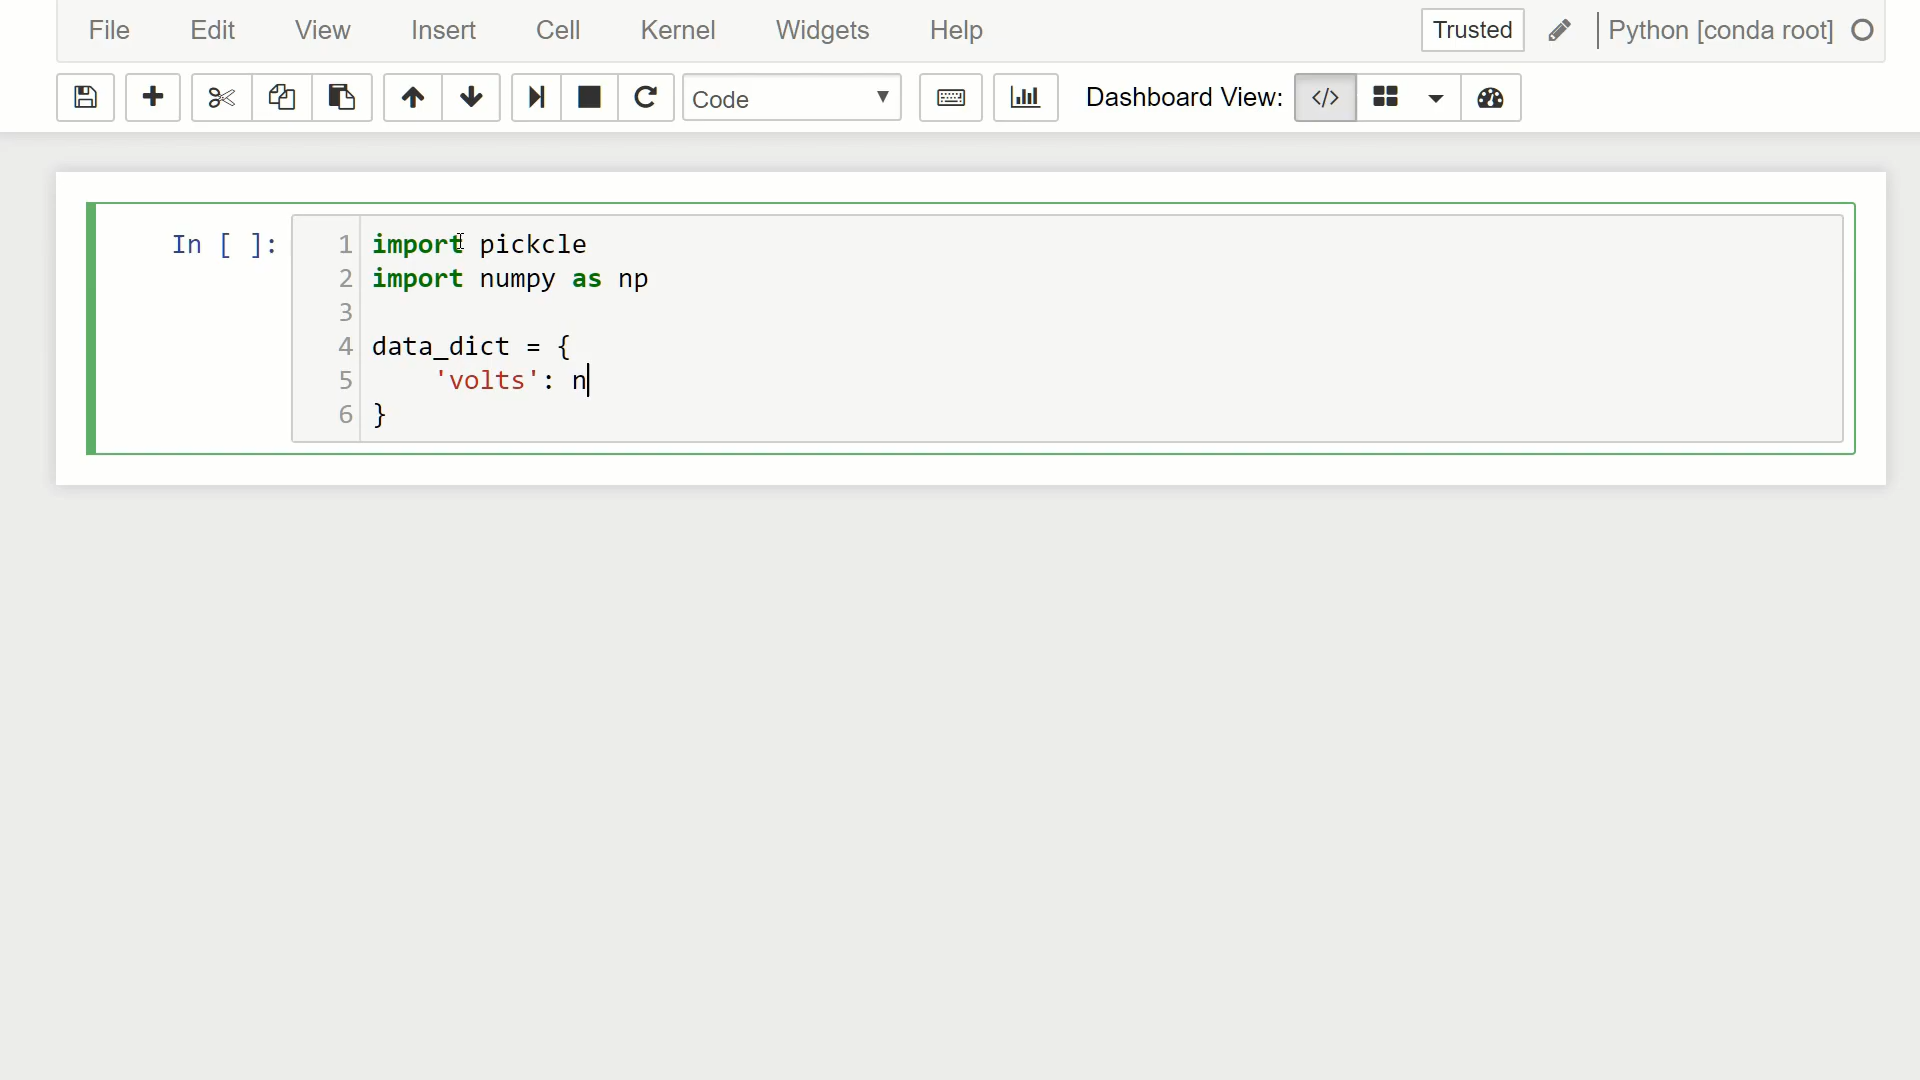 File Edit View Insert Cell Kernel Widgets Help Trusted Python [conda root]
Code Dashboard View: </>
In [ ]:
1 import pickcle
2 import numpy as np
3
4 data_dict = {
5     'volts': n
6 }